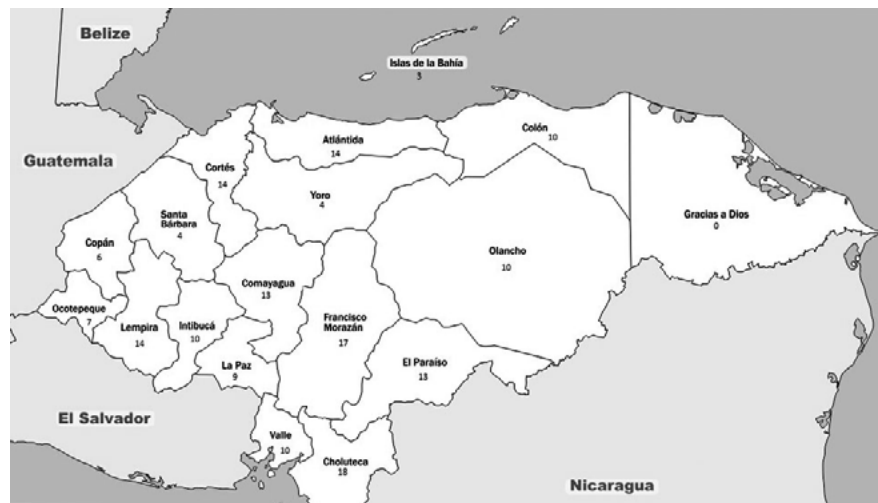 Belize
Islas de la Bahía
3
Guatemala
Atlántida
14
Colón
10
Cortés
14
Yoro
4
Santa
Bárbara
4
Gracias a Dios
0
Copán
6
Olancho
10
Comayagua
13
Ocotepeque
7
Lempira
14
Intibucá
10
Francisco
Morazán
17
La Paz
9
El Paraíso
13
El Salvador
Valle
10
Choluteca
18
Nicaragua